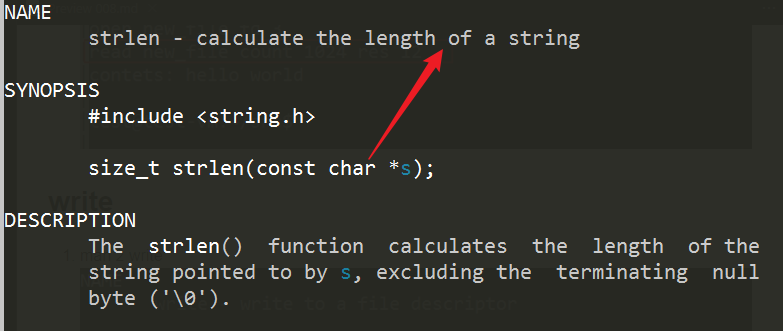 NAME
strlen - calculate the length of a string
SYNOPSIS
#include <string.h>
size_t strlen(const char *s);
write
DESCRIPTION
The strlen() function calculates the length of the
string pointed to by s, excluding the terminating null
byte ('\0').